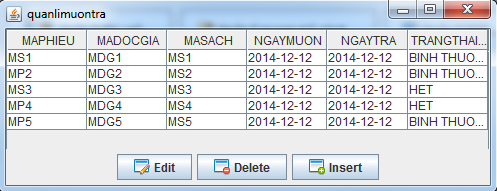 quanlimuontra
MAPHIEU MADOCGIA MASACH NGAYMUON NGAYTRA TRANGTHAI...
MS1 MDG1 MS1 2014-12-12 2014-12-12 BINH THUO...
MP2 MDG2 MS2 2014-12-12 2014-12-12 BINH THUO...
MS3 MDG3 MS3 2014-12-12 2014-12-12 HET
MP4 MDG4 MS4 2014-12-12 2014-12-12 HET
MP5 MDG5 MS5 2014-12-12 2014-12-12 BINH THUO...
Edit Delete Insert